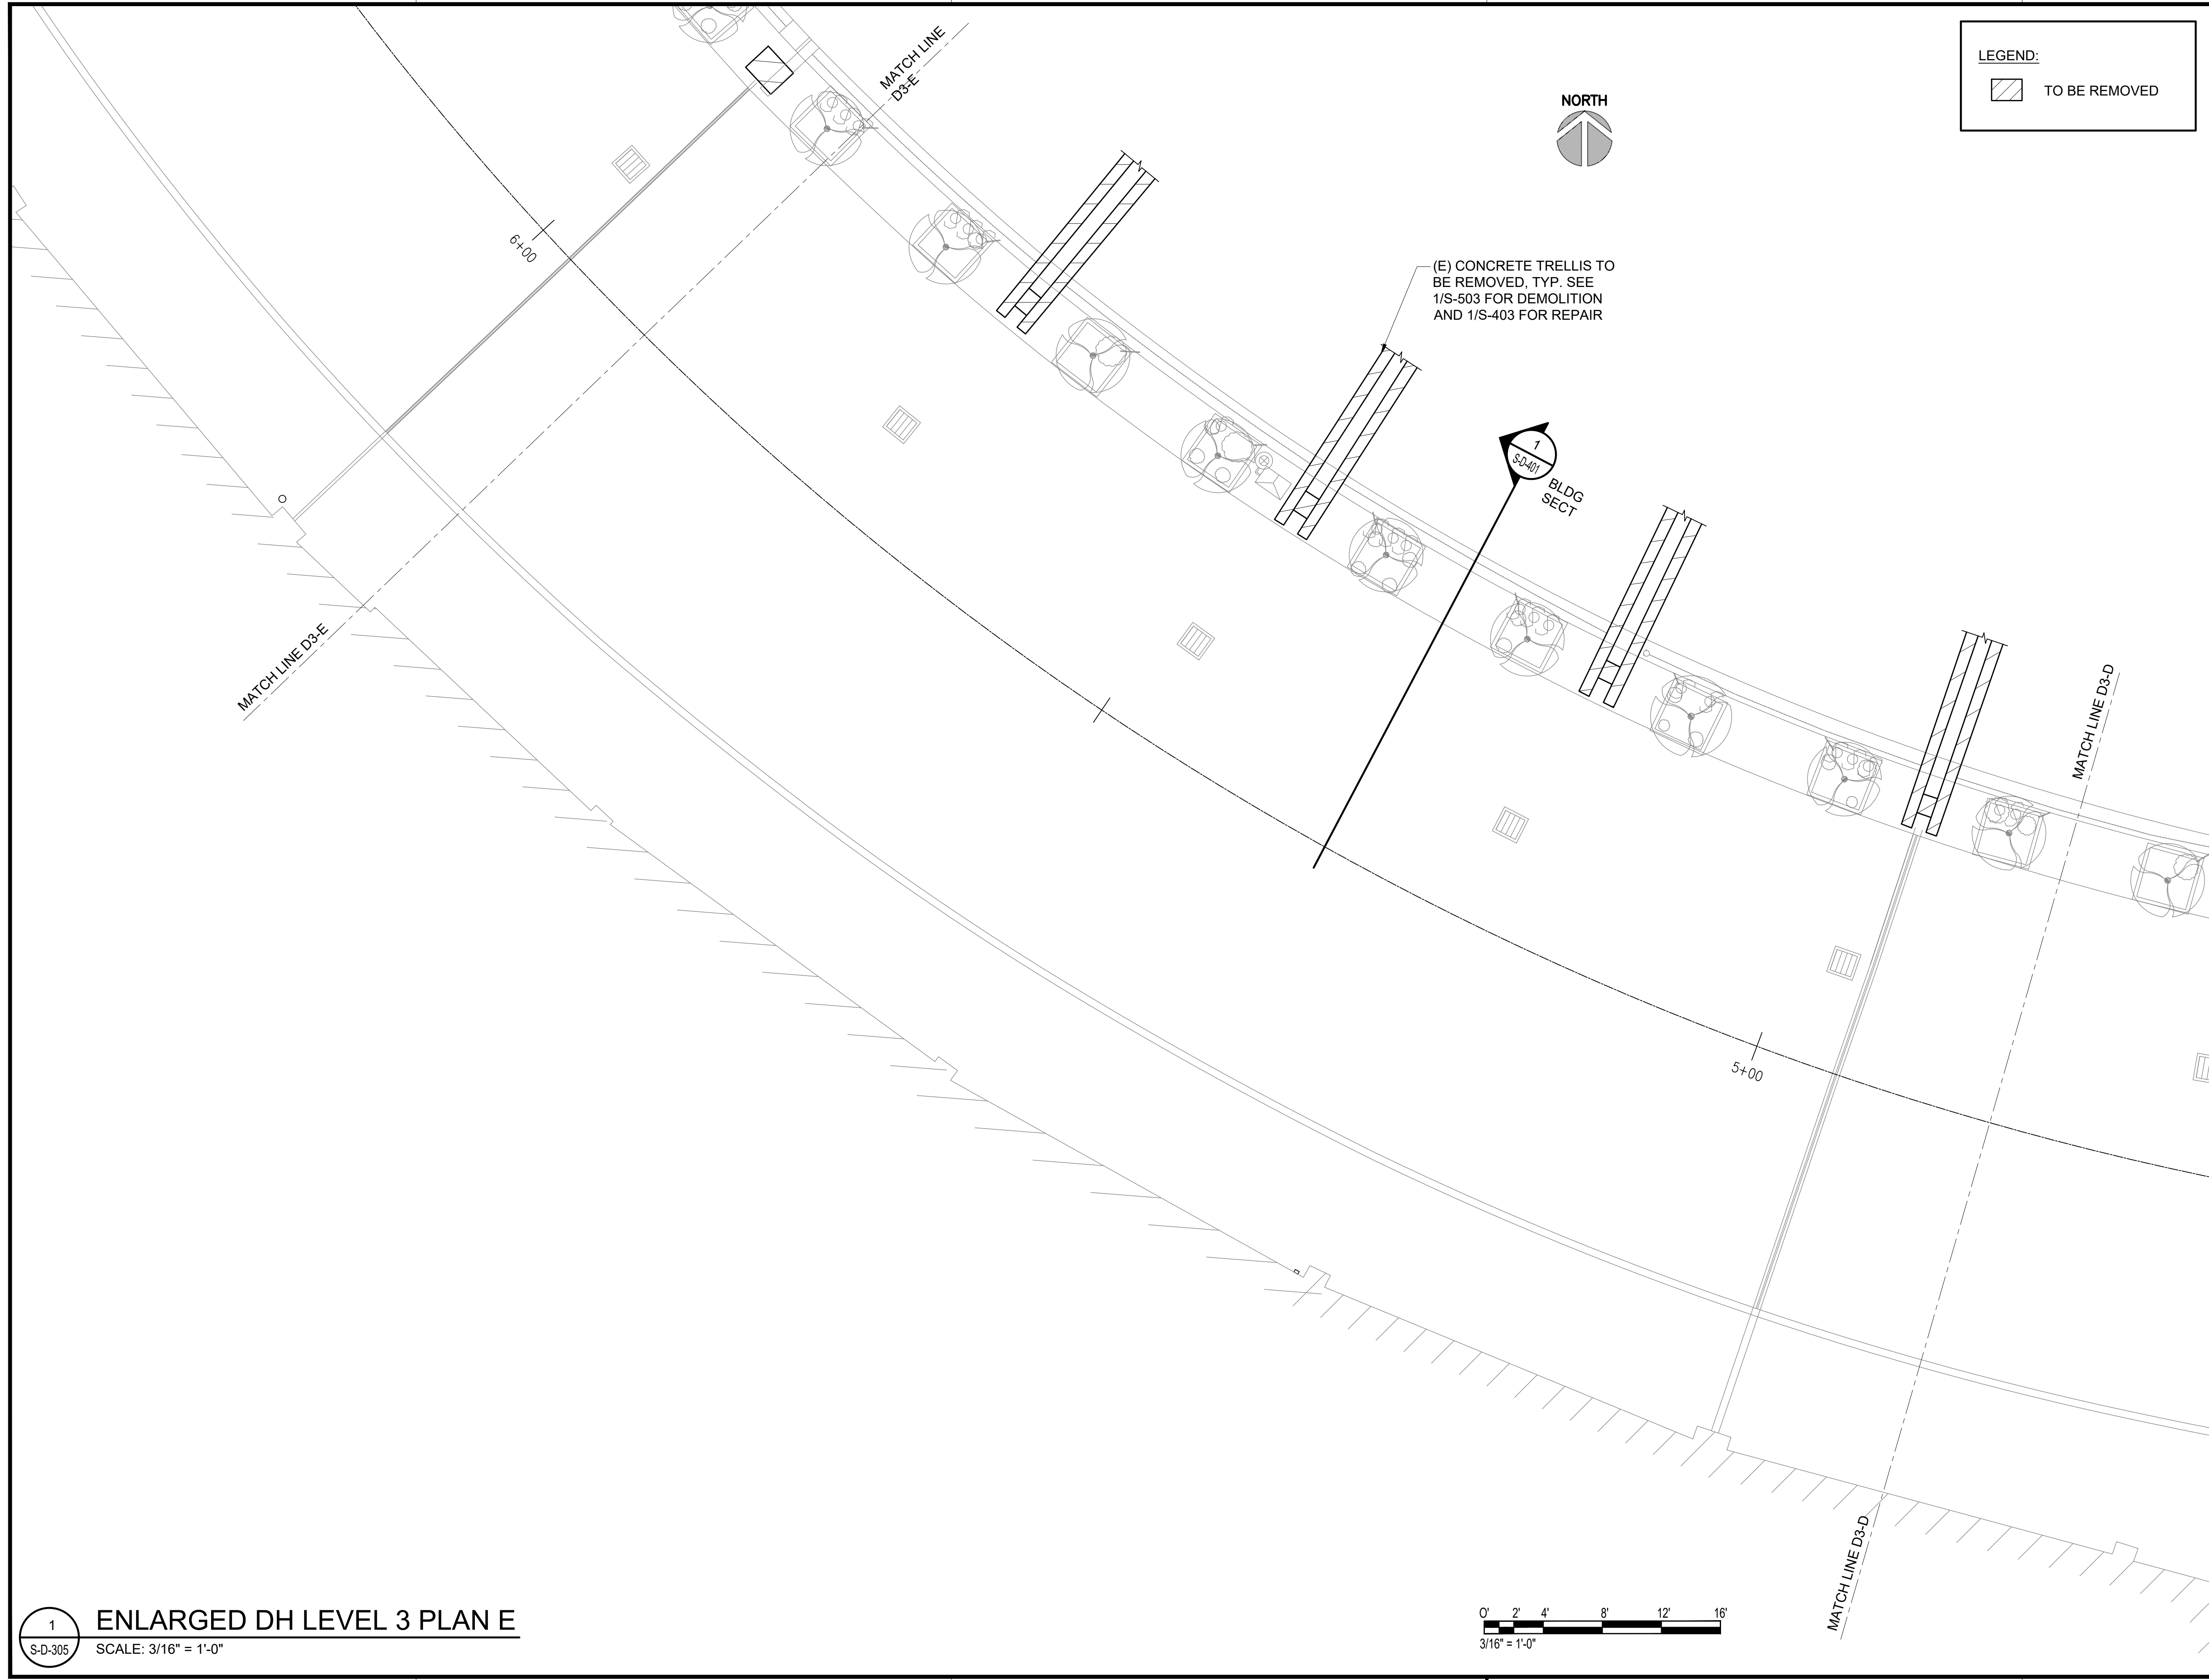 MATCH LINE
D3-E
NORTH
LEGEND:
TO BE REMOVED
6+00
(E) CONCRETE TRELLIS TO
BE REMOVED, TYP. SEE
1/S-503 FOR DEMOLITION
AND 1/S-403 FOR REPAIR
1
S-D-401
BLDG
SECT
MATCH LINE D3-E
MATCH LINE D3-D
5+00
MATCH LINE D3-D
1
S-D-305
ENLARGED DH LEVEL 3 PLAN E
SCALE: 3/16" = 1'-0"
0' 2' 4' 8' 12' 16'
3/16" = 1'-0"